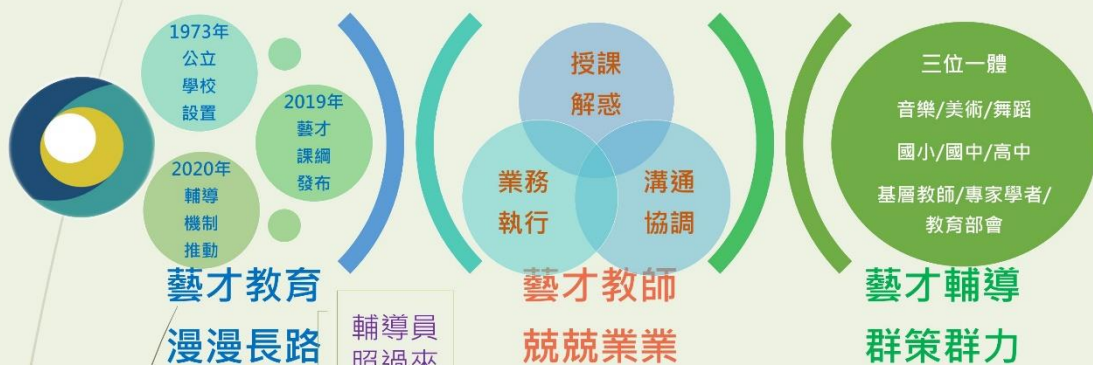 1973年
公立
學校
設置
2019年
藝才
課綱
發布
2020年
輔導
機制
推動
藝才教育
漫漫長路
輔導員
照過來
授課
解惑
業務
執行
溝通
協調
藝才教師
兢兢業業
三位一體
音樂/美術/舞蹈
國小/國中/高中
基層教師/專家學者/
教育部會
藝才輔導
群策群力